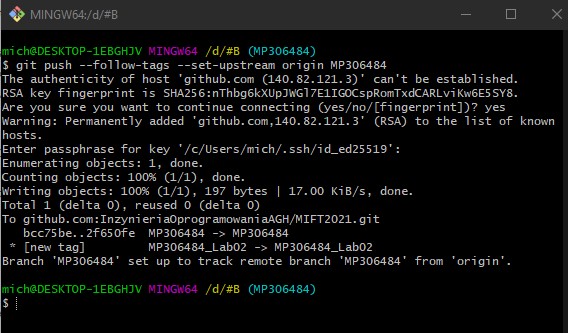 MINGW64:/d/#B
mich@DESKTOP-1EBGHJV MINGW64 /d/#B (MP306484)
$ git push --follow-tags --set-upstream origin MP306484
The authenticity of host 'github.com (140.82.121.3)' can't be established.
RSA key fingerprint is SHA256:nThbg6kXUpJWGl7E1IGOCspRomTxdCARLviKw6E5SY8.
Are you sure you want to continue connecting (yes/no/[fingerprint])? yes
Warning: Permanently added 'github.com,140.82.121.3' (RSA) to the list of known
hosts.
Enter passphrase for key '/c/Users/mich/.ssh/id_ed25519':
Enumerating objects: 1, done.
Counting objects: 100% (1/1), done.
Writing objects: 100% (1/1), 197 bytes | 17.00 KiB/s, done.
Total 1 (delta 0), reused 0 (delta 0)
To github.com:InzynieriaOprogramowaniaAGH/MIFT2021.git
   bcc75be..2f650fe  MP306484 -> MP306484
 * [new tag]         MP306484_Lab02 -> MP306484_Lab02
Branch 'MP306484' set up to track remote branch 'MP306484' from 'origin'.
mich@DESKTOP-1EBGHJV MINGW64 /d/#B (MP306484)
$